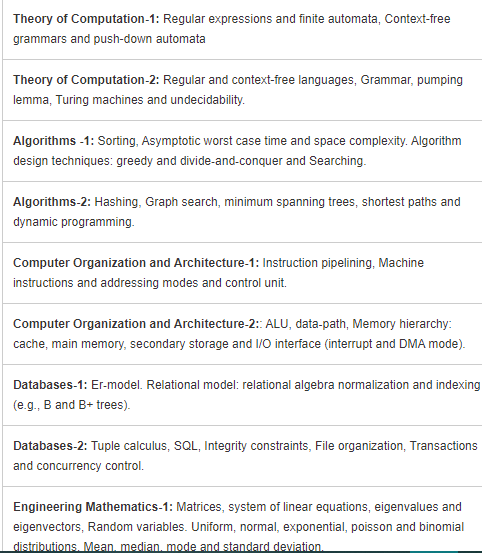 Theory of Computation-1: Regular expressions and finite automata, Context-free
grammars and push-down automata
Theory of Computation-2: Regular and context-free languages, Grammar, pumping
lemma, Turing machines and undecidability.
Algorithms -1: Sorting, Asymptotic worst case time and space complexity. Algorithm
design techniques: greedy and divide-and-conquer and Searching.
Algorithms-2: Hashing, Graph search, minimum spanning trees, shortest paths and
dynamic programming.
Computer Organization and Architecture-1: Instruction pipelining, Machine
instructions and addressing modes and control unit.
Computer Organization and Architecture-2:: ALU, data-path, Memory hierarchy:
cache, main memory, secondary storage and I/O interface (interrupt and DMA mode).
Databases-1: Er-model. Relational model: relational algebra normalization and indexing
(e.g., B and B+ trees).
Databases-2: Tuple calculus, SQL, Integrity constraints, File organization, Transactions
and concurrency control.
Engineering Mathematics-1: Matrices, system of linear equations, eigenvalues and
eigenvectors, Random variables. Uniform, normal, exponential, poisson and binomial
distributions. Mean, median, mode and standard deviation.